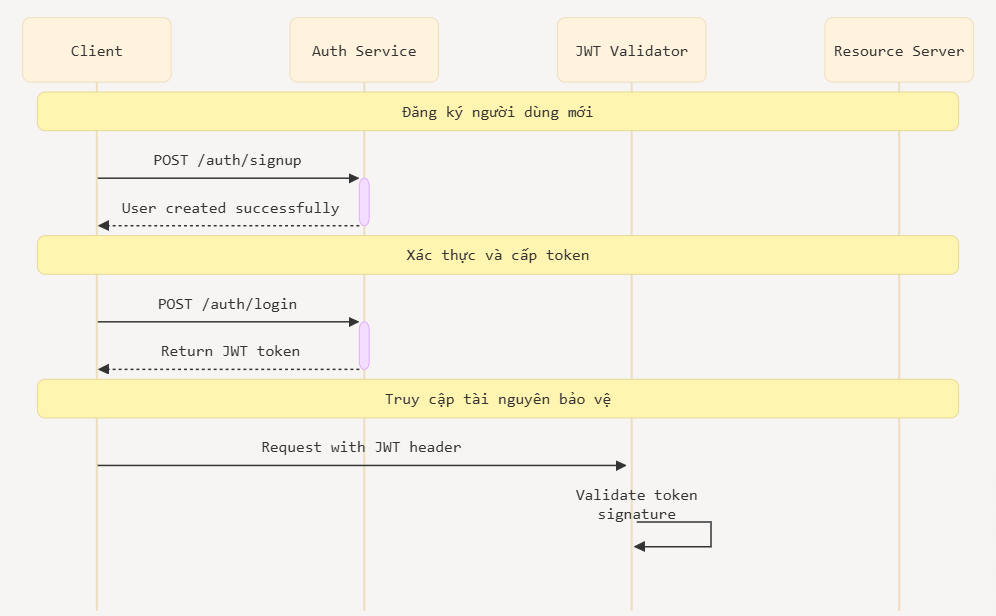 Client
Auth Service
JWT Validator
Resource Server
Đăng ký người dùng mới
POST /auth/signup
User created successfully
Xác thực và cấp token
POST /auth/login
Return JWT token
Truy cập tài nguyên bảo vệ
Request with JWT header
Validate token
signature